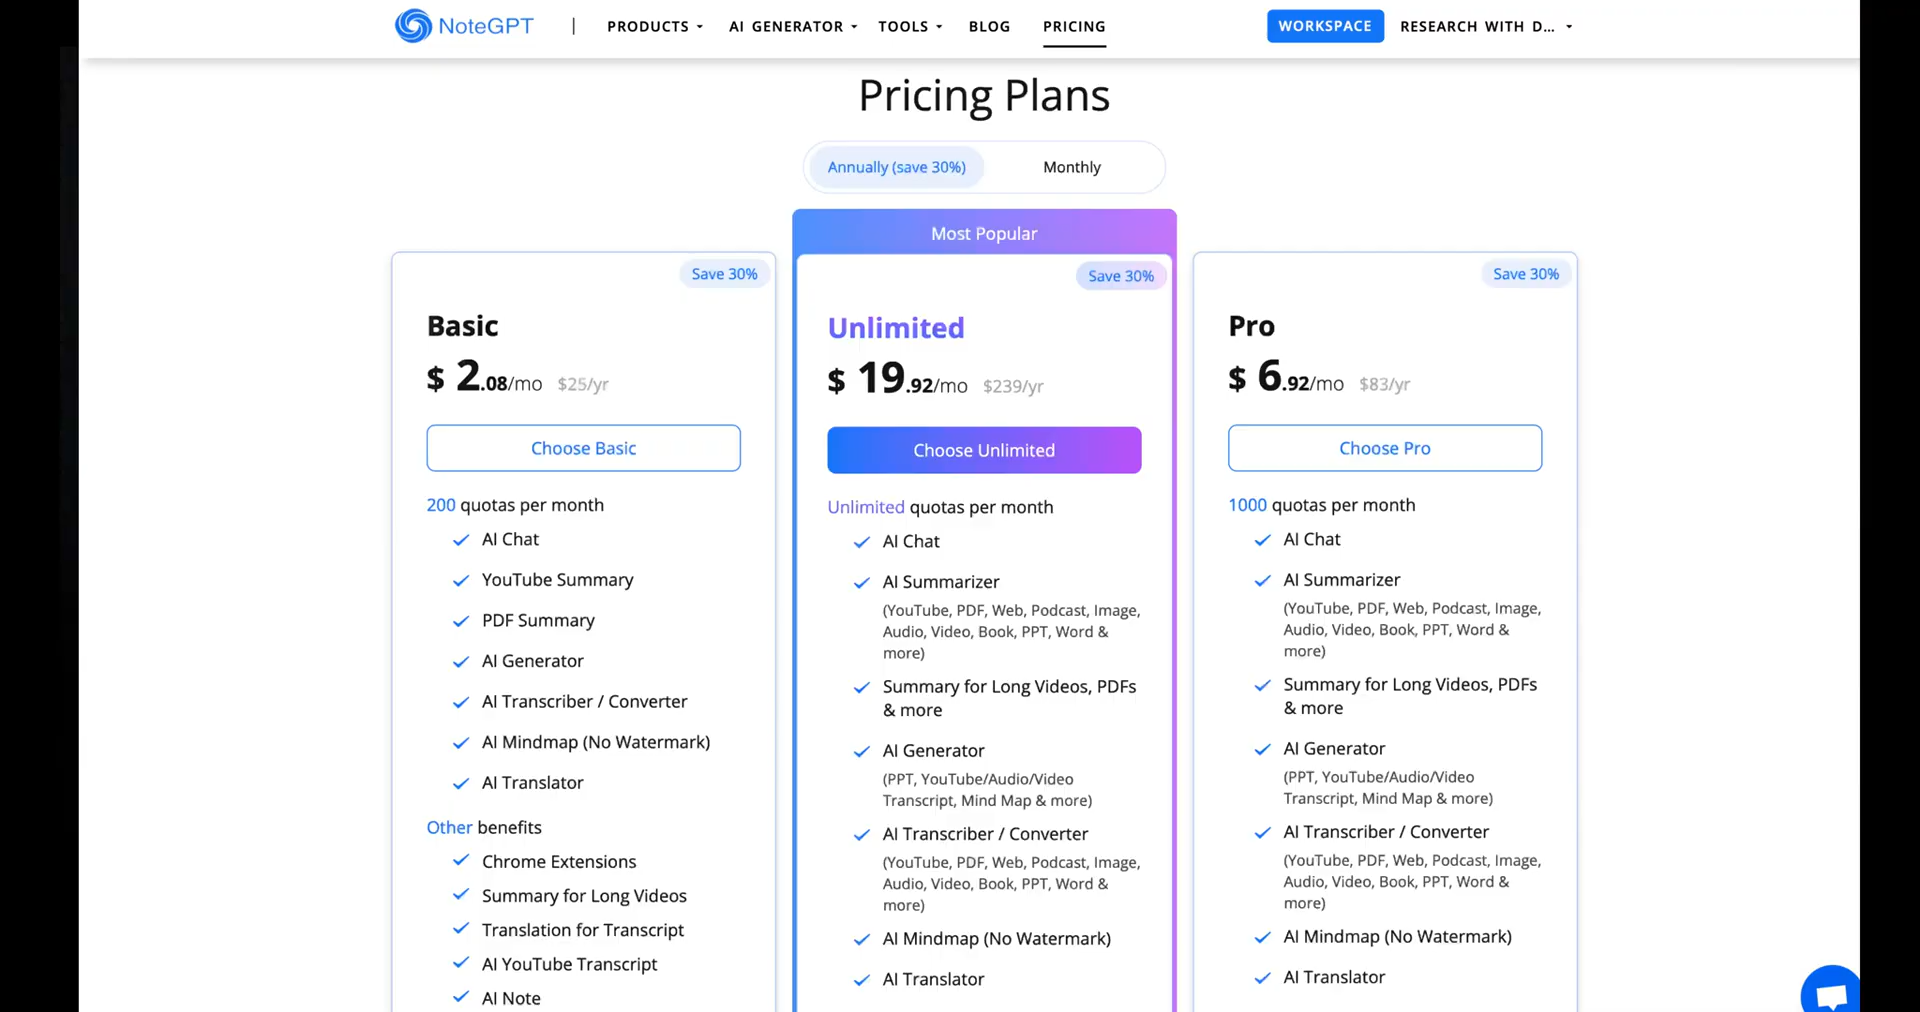 NoteGPT | PRODUCTS AI GENERATOR TOOLS BLOG PRICING WORKSPACE RESEARCH WITH D...
Pricing Plans
Annually (save 30%) Monthly
Save 30%
Basic
$ 2.08/mo $25/yr
Choose Basic
200 quotas per month
AI Chat
YouTube Summary
PDF Summary
AI Generator
AI Transcriber / Converter
AI Mindmap (No Watermark)
AI Translator
Other benefits
Chrome Extensions
Summary for Long Videos
Translation for Transcript
AI YouTube Transcript
AI Note
Most Popular
Save 30%
Unlimited
$ 19.92/mo $239/yr
Choose Unlimited
Unlimited quotas per month
AI Chat
AI Summarizer
(YouTube, PDF, Web, Podcast, Image,
Audio, Video, Book, PPT, Word &
more)
Summary for Long Videos, PDFs
& more
AI Generator
(PPT, YouTube/Audio/Video
Transcript, Mind Map & more)
AI Transcriber / Converter
(YouTube, PDF, Web, Podcast, Image,
Audio, Video, Book, PPT, Word &
more)
AI Mindmap (No Watermark)
AI Translator
Save 30%
Pro
$ 6.92/mo $83/yr
Choose Pro
1000 quotas per month
AI Chat
AI Summarizer
(YouTube, PDF, Web, Podcast, Image,
Audio, Video, Book, PPT, Word &
more)
Summary for Long Videos, PDFs
& more
AI Generator
(PPT, YouTube/Audio/Video
Transcript, Mind Map & more)
AI Transcriber / Converter
(YouTube, PDF, Web, Podcast, Image,
Audio, Video, Book, PPT, Word &
more)
AI Mindmap (No Watermark)
AI Translator